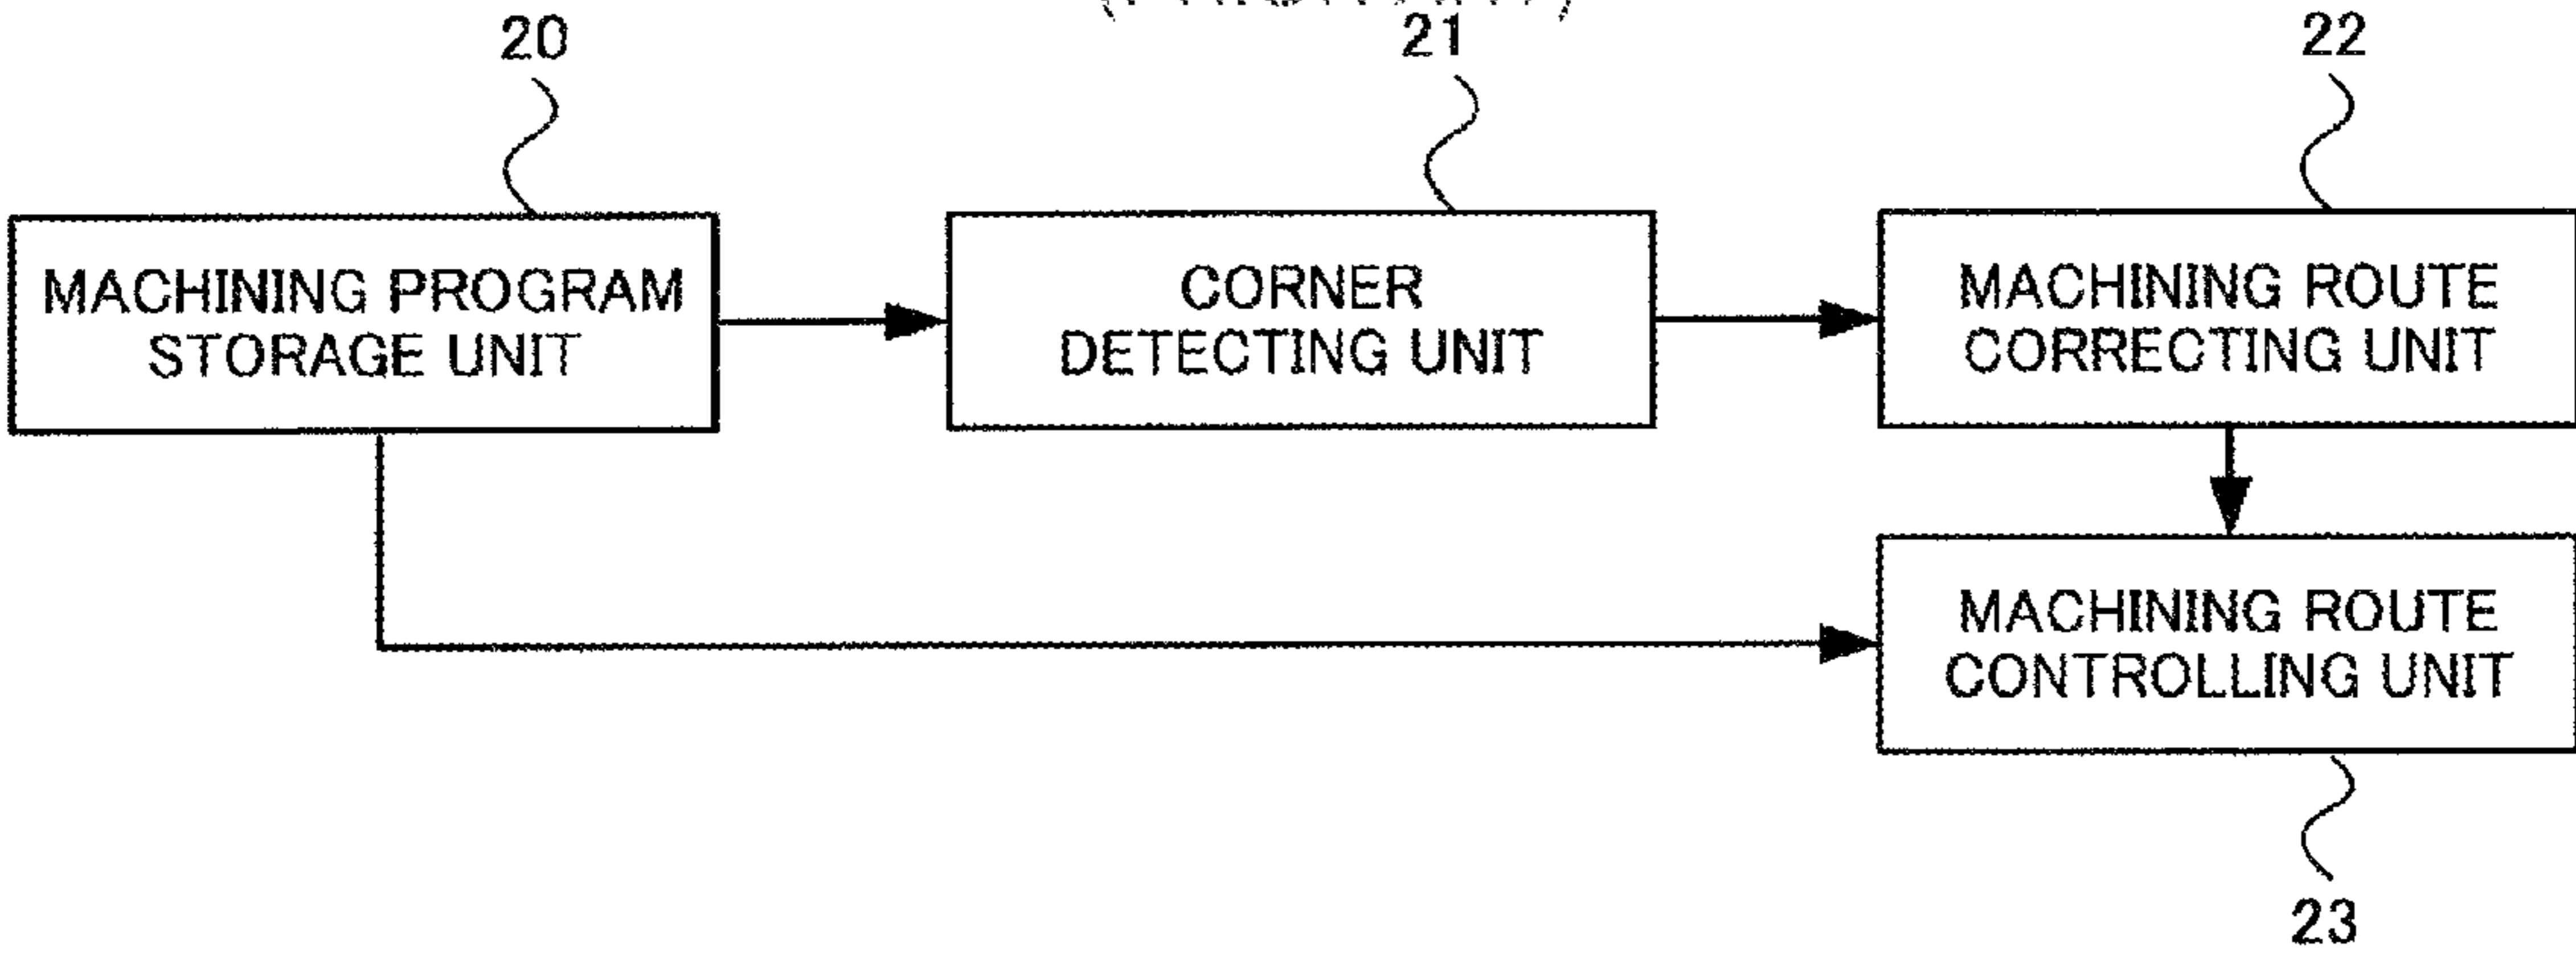 20
21
22
MACHINING PROGRAM
STORAGE UNIT
CORNER
DETECTING UNIT
MACHINING ROUTE
CORRECTING UNIT
MACHINING ROUTE
CONTROLLING UNIT
23